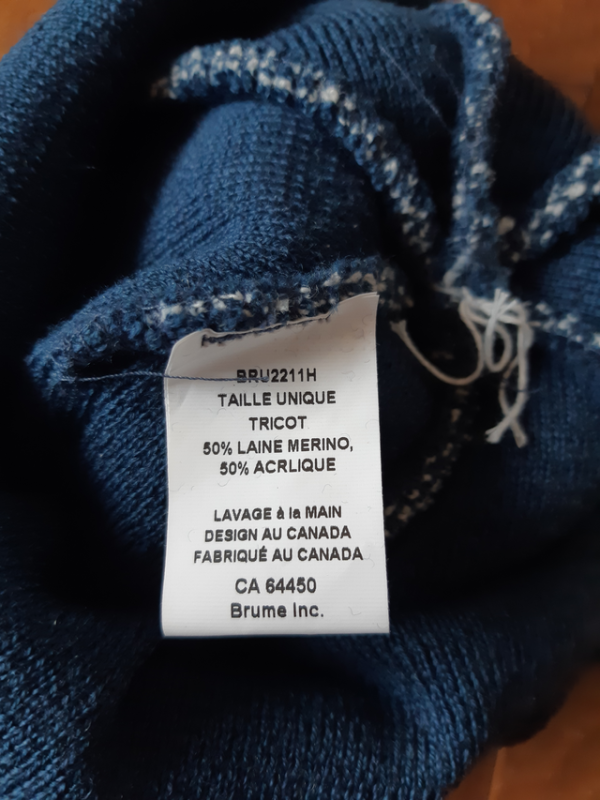 BRU2211H
TAILLE UNIQUE
TRICOT
50% LAINE MERINO,
50% ACRLIQUE
LAVAGE à la MAIN
DESIGN AU CANADA
FABRIQUÉ AU CANADA
CA 64450
Brume Inc.